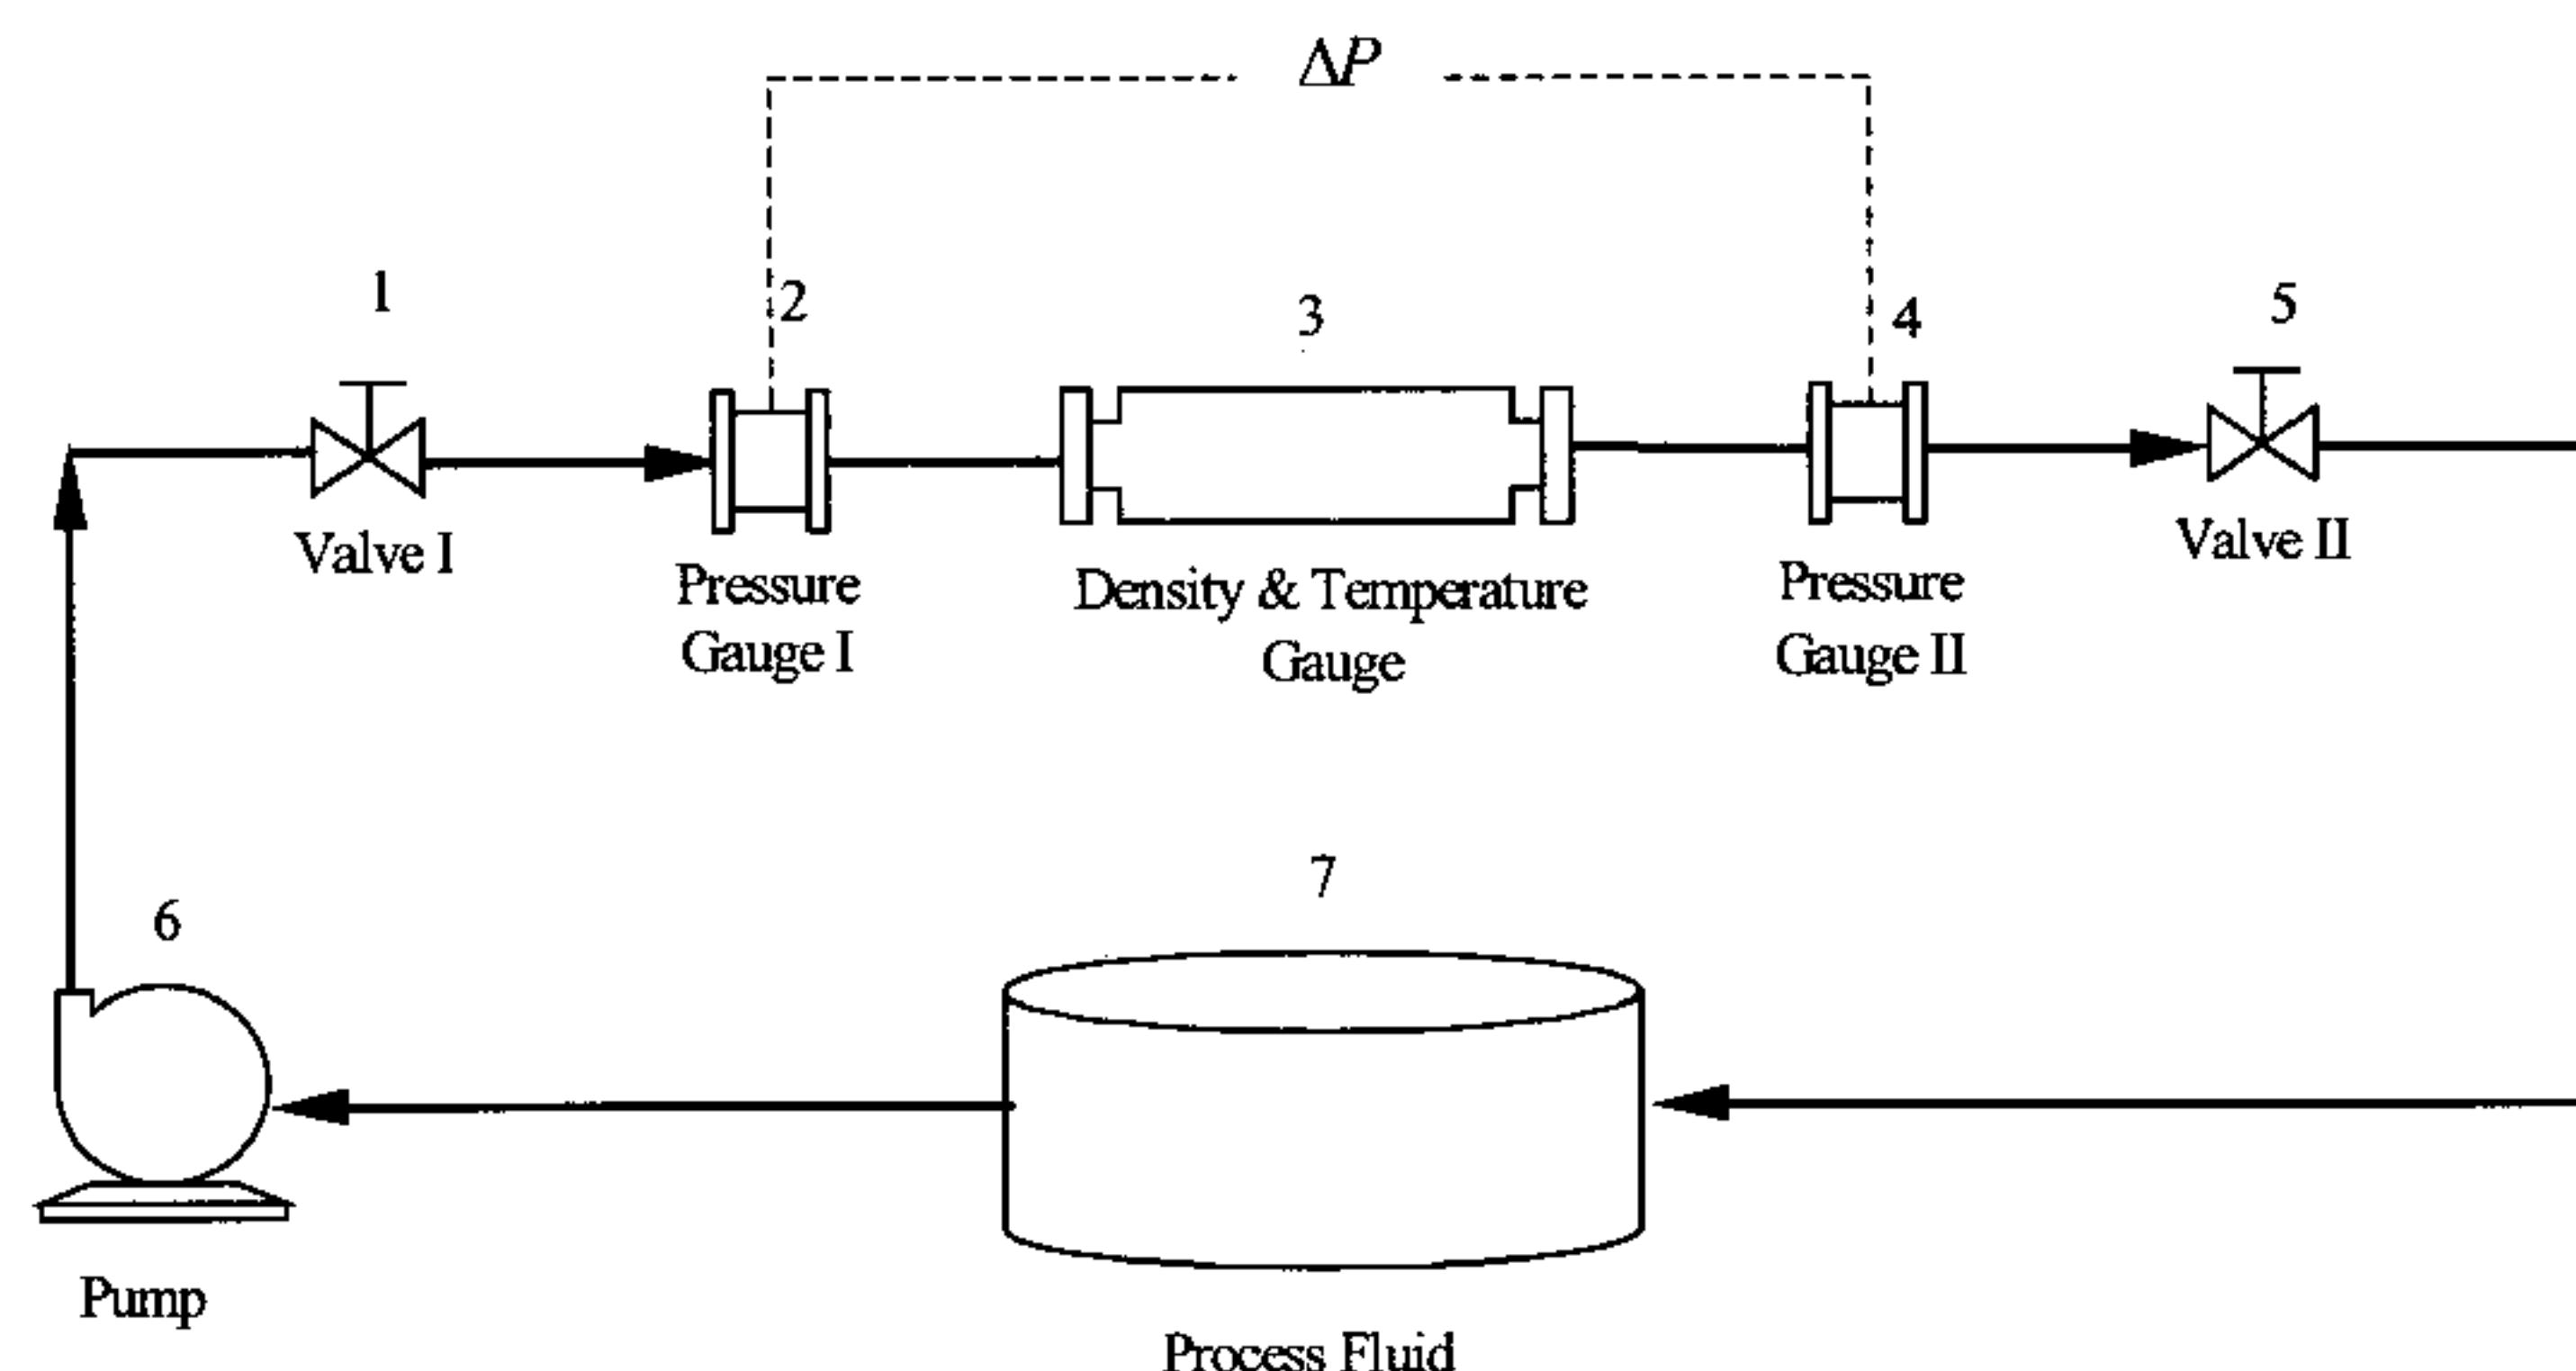 ΔP
1
2
3
4
5
Valve I
Pressure
Gauge I
Density & Temperature
Gauge
Pressure
Gauge II
Valve II
6
7
Pump
Process Fluid